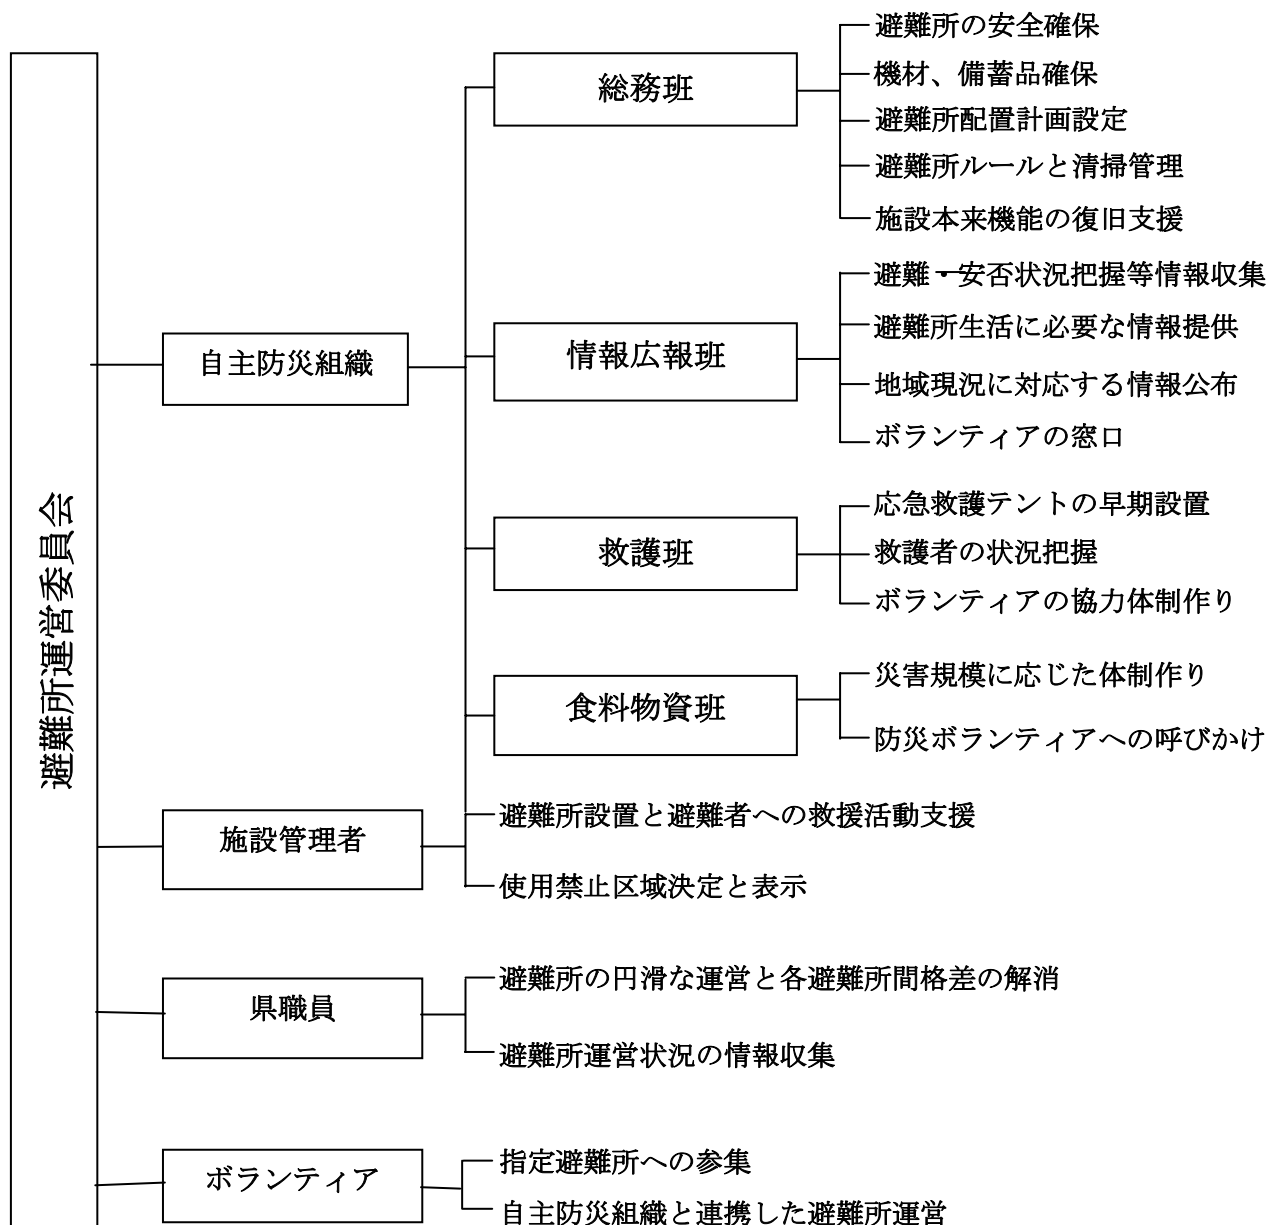 避難所運営委員会
自主防災組織
総務班
避難所の安全確保
機材、備蓄品確保
避難所配置計画設定
避難所ルールと清掃管理
施設本来機能の復旧支援
情報広報班
避難・安否状況把握等情報収集
避難所生活に必要な情報提供
地域現況に対応する情報公布
ボランティアの窓口
救護班
応急救護テントの早期設置
救護者の状況把握
ボランティアの協力体制作り
食料物資班
災害規模に応じた体制作り
防災ボランティアへの呼びかけ
施設管理者
避難所設置と避難者への救援活動支援
使用禁止区域決定と表示
県職員
避難所の円滑な運営と各避難所間格差の解消
避難所運営状況の情報収集
ボランティア
指定避難所への参集
自主防災組織と連携した避難所運営